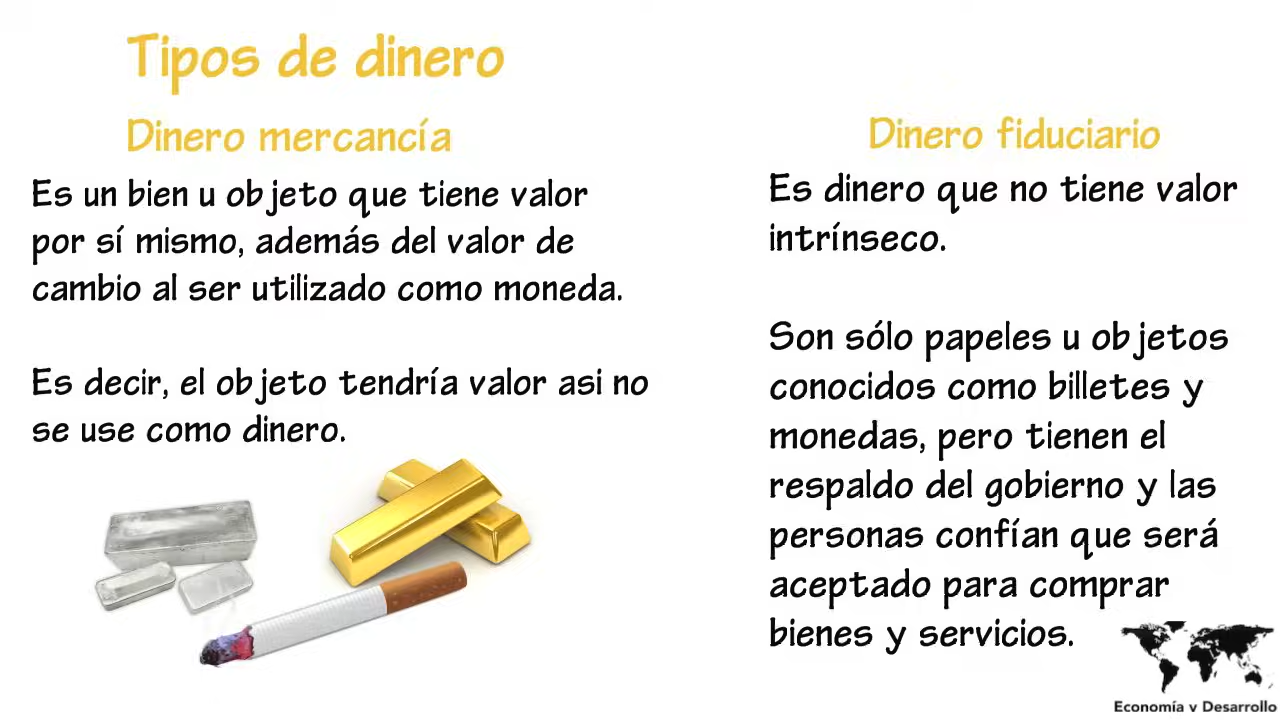 Tipos de dinero
Dinero mercancía
Es un bien u objeto que tiene valor
por sí mismo, además del valor de
cambio al ser utilizado como moneda.
Es decir, el objeto tendría valor asi no
se use como dinero.
Dinero fiduciario
Es dinero que no tiene valor
intrínseco.
Son sólo papeles u objetos
conocidos como billetes y
monedas, pero tienen el
respaldo del gobierno y las
personas confían que será
aceptado para comprar
bienes y servicios.
Economía y Desarrollo